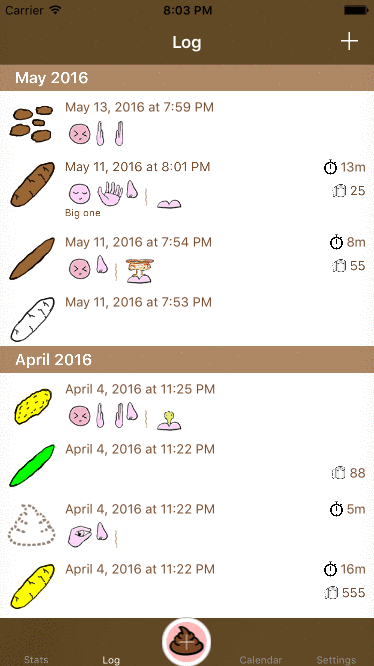 Carrier 8:03 PM
Log
May 2016
May 13, 2016 at 7:59 PM
May 11, 2016 at 8:01 PM 13m
25
Big one
May 11, 2016 at 7:54 PM 8m
55
May 11, 2016 at 7:53 PM
April 2016
April 4, 2016 at 11:25 PM
April 4, 2016 at 11:22 PM
88
April 4, 2016 at 11:22 PM 5m
April 4, 2016 at 11:22 PM 16m
555
Stats Log Calendar Settings